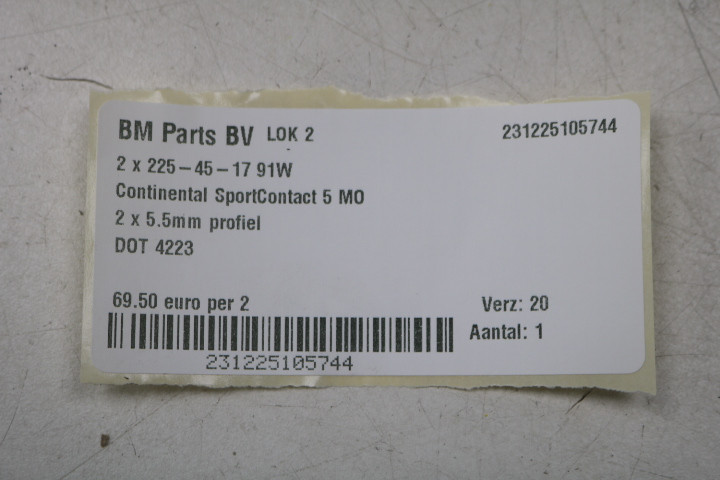 BM Parts BV LOK 2 231225105744
2 x 225-45-17 91W
Continental SportContact 5 MO
2 x 5.5mm profiel
DOT 4223
69.50 euro per 2 Verz: 20
Aantal: 1
231225105744